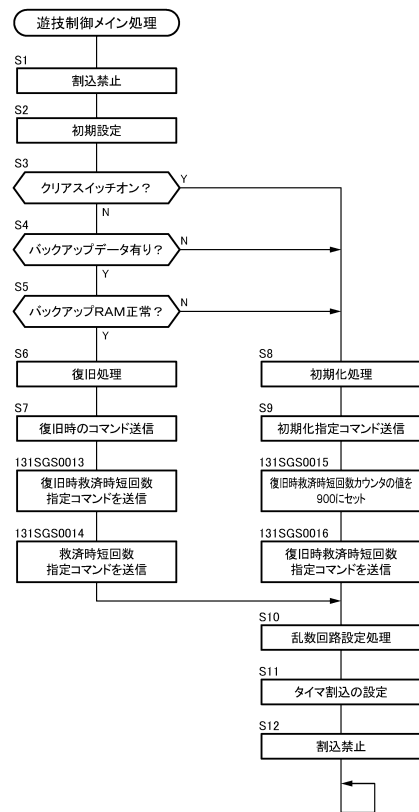 遊技制御メイン処理
S1
割込禁止
S2
初期設定
S3
クリアスイッチオン？
Y
N
S4
バックアップデータ有り？
N
Y
S5
バックアップRAM正常？
N
Y
S6
復旧処理
S7
復旧時のコマンド送信
131SGS0013
復旧時救済時短回数
指定コマンドを送信
131SGS0014
救済時短回数
指定コマンドを送信
S8
初期化処理
S9
初期化指定コマンド送信
131SGS0015
復旧時救済時短回数カウンタの値を
900にセット
131SGS0016
復旧時救済時短回数
指定コマンドを送信
S10
乱数回路設定処理
S11
タイマ割込の設定
S12
割込禁止